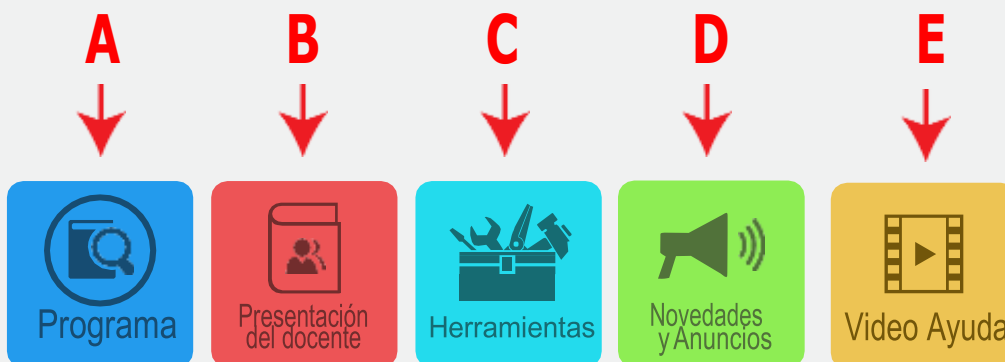 A B C D E
Programa
Presentación
del docente
Herramientas
Novedades
y Anuncios
Video Ayuda